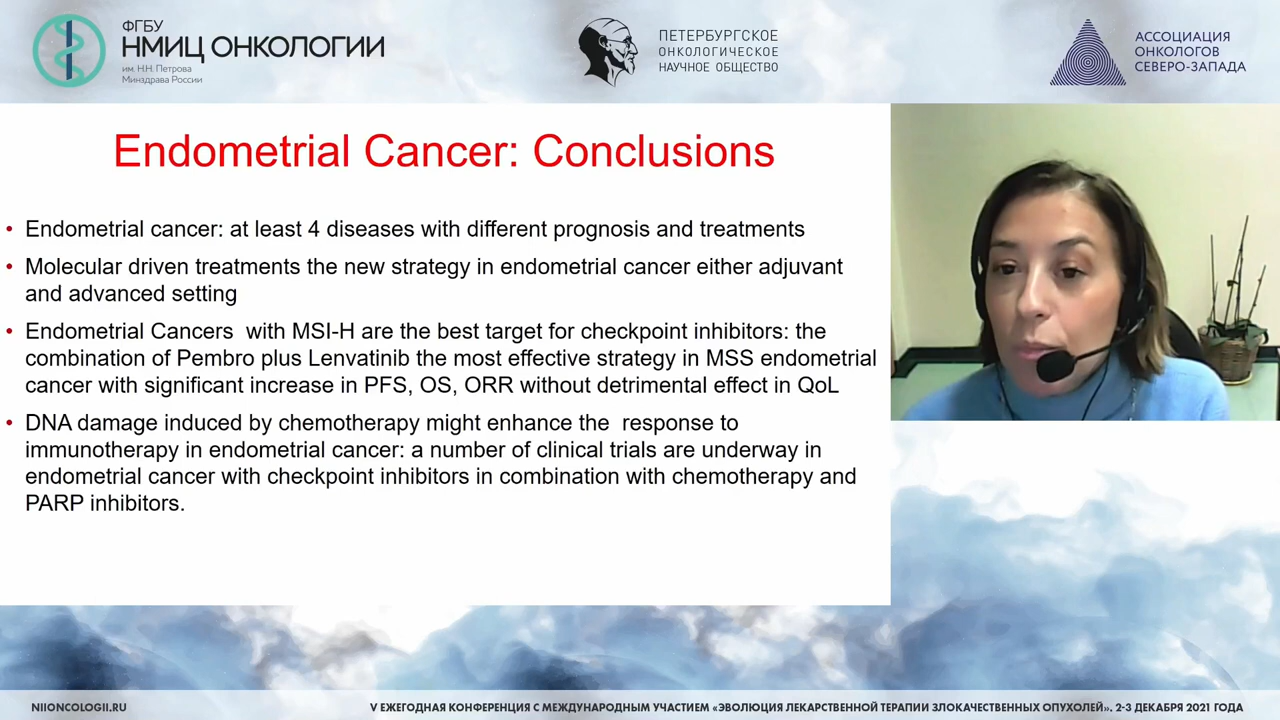 ФГБУ
НМИЦ ОНКОЛОГИИ
им. Н.Н. Петрова
Минздрава России
ПЕТЕРБУРГСКОЕ
ОНКОЛОГИЧЕСКОЕ
НАУЧНОЕ ОБЩЕСТВО
АССОЦИАЦИЯ
ОНКОЛОГОВ
СЕВЕРО-ЗАПАДА
Endometrial Cancer: Conclusions
• Endometrial cancer: at least 4 diseases with different prognosis and treatments
• Molecular driven treatments the new strategy in endometrial cancer either adjuvant
and advanced setting
• Endometrial Cancers with MSI-H are the best target for checkpoint inhibitors: the
combination of Pembro plus Lenvatinib the most effective strategy in MSS endometrial
cancer with significant increase in PFS, OS, ORR without detrimental effect in QoL
• DNA damage induced by chemotherapy might enhance the response to
immunotherapy in endometrial cancer: a number of clinical trials are underway in
endometrial cancer with checkpoint inhibitors in combination with chemotherapy and
PARP inhibitors.
NIIONCOLOGII.RU
V ЕЖЕГОДНАЯ КОНФЕРЕНЦИЯ С МЕЖДУНАРОДНЫМ УЧАСТИЕМ «ЭВОЛЮЦИЯ ЛЕКАРСТВЕННОЙ ТЕРАПИИ ЗЛОКАЧЕСТВЕННЫХ ОПУХОЛЕЙ». 2-3 ДЕКАБРЯ 2021 ГОДА